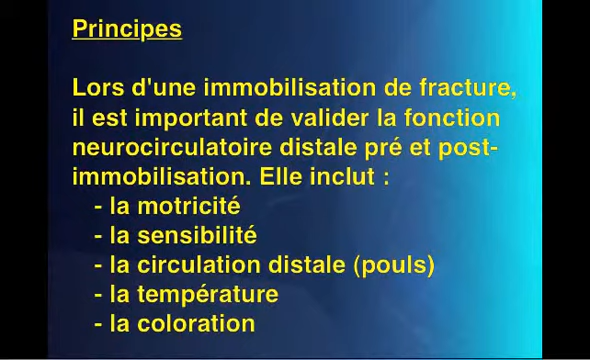 Principes
Lors d'une immobilisation de fracture,
il est important de valider la fonction
neurocirculatoire distale pré et post-
immobilisation. Elle inclut :
- la motricité
- la sensibilité
- la circulation distale (pouls)
- la température
- la coloration